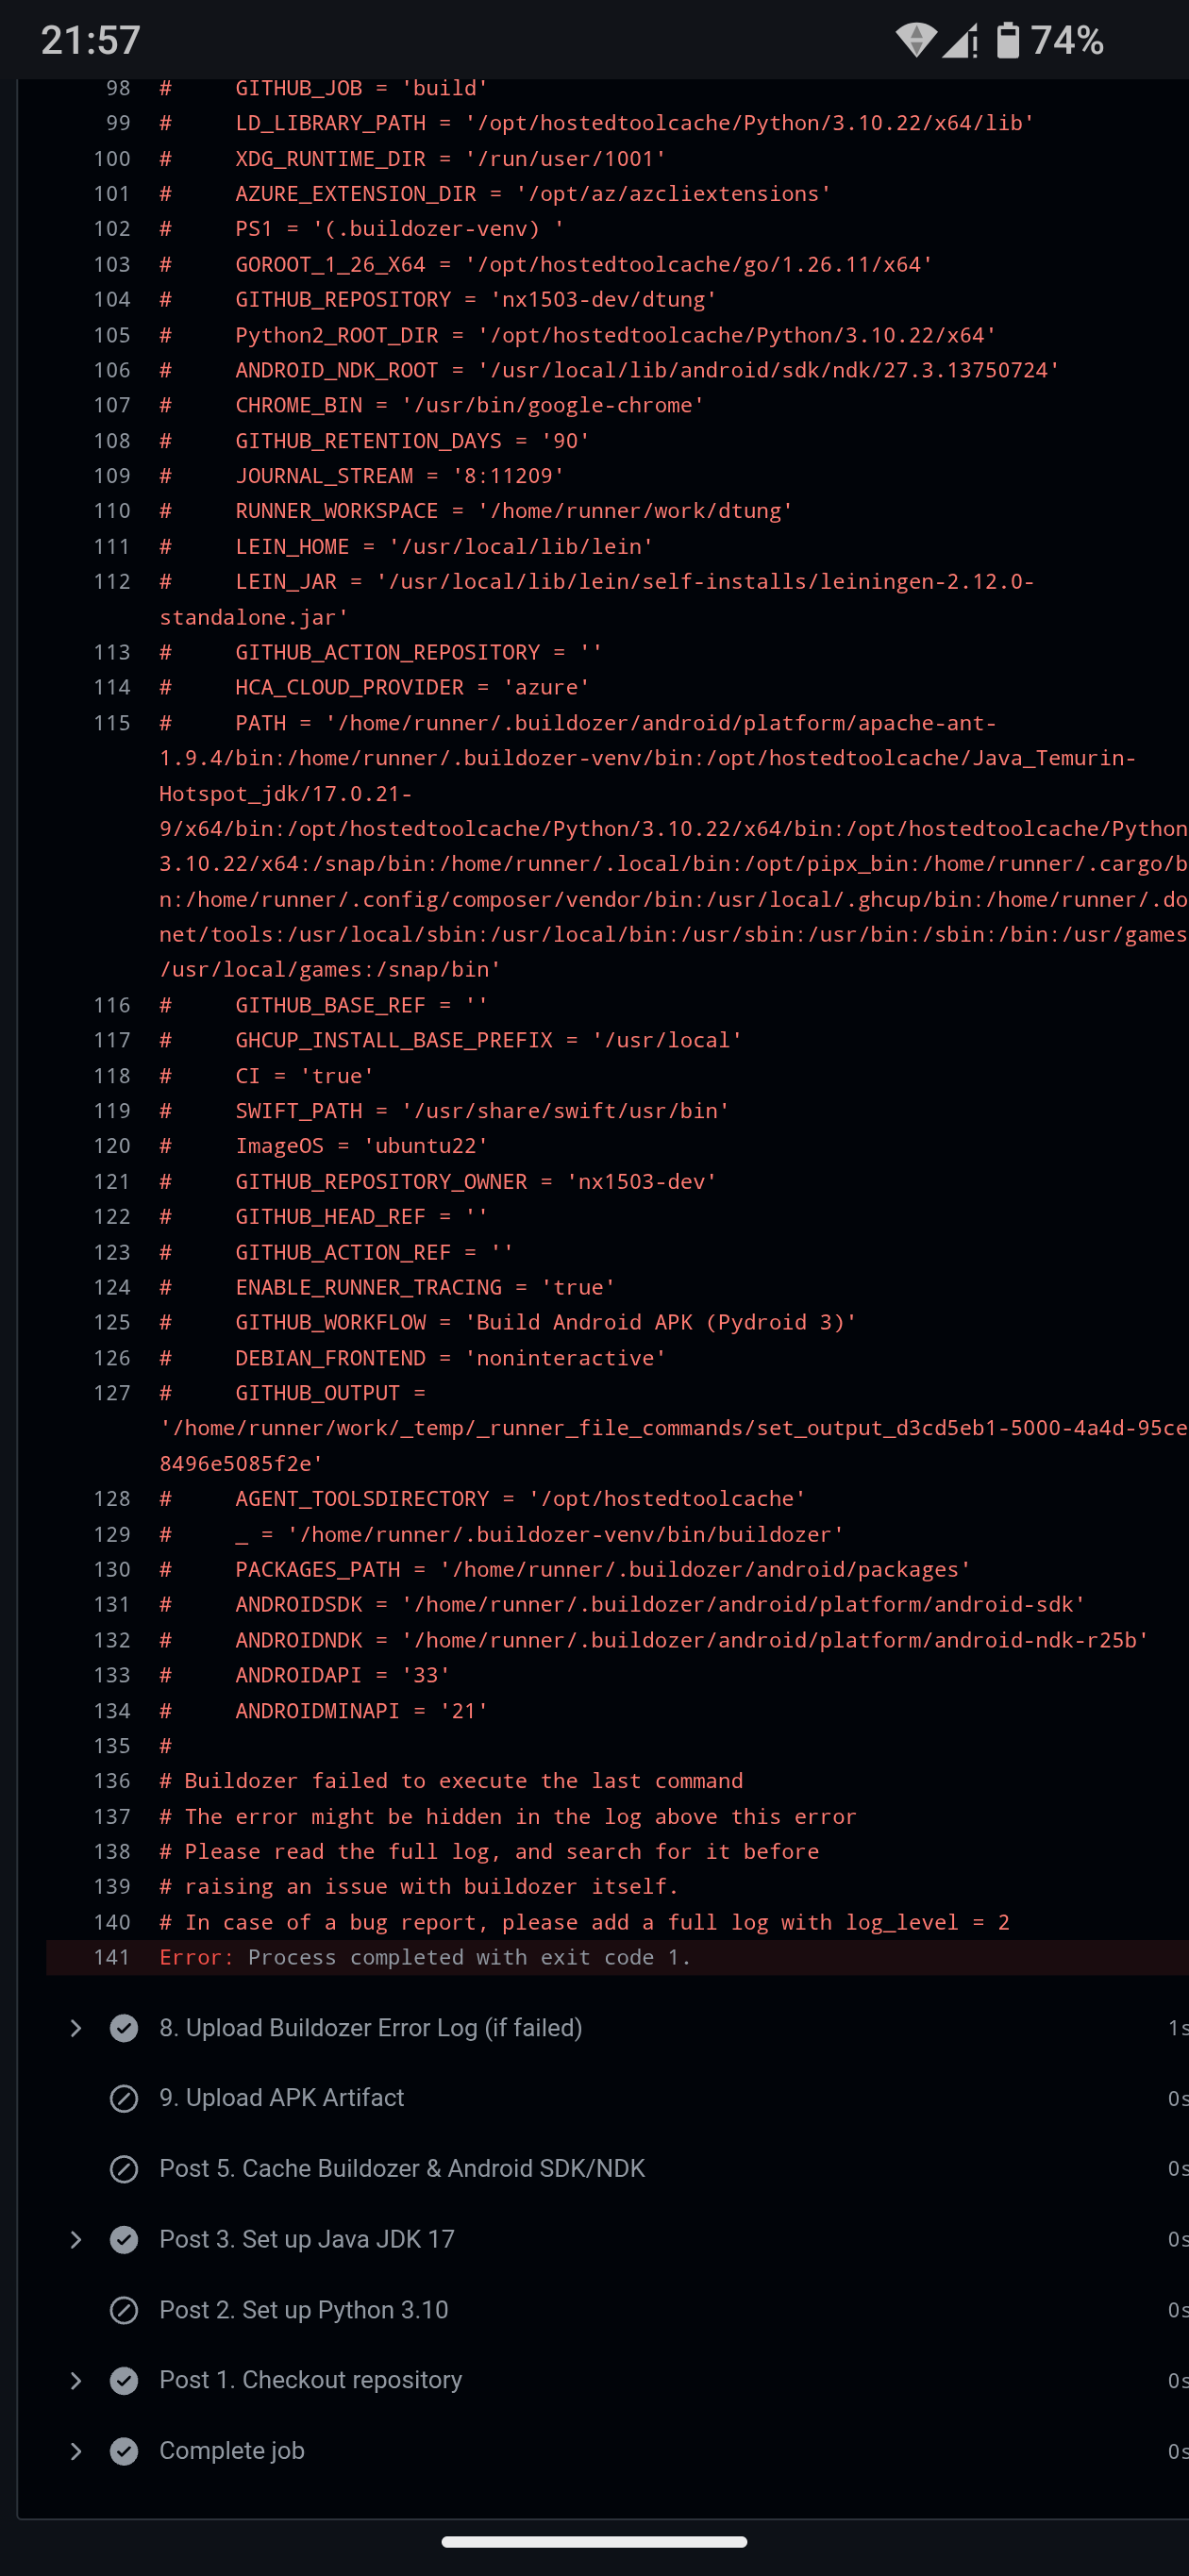 21:57
74%
98 # GITHUB_JOB = 'build'
99 # LD_LIBRARY_PATH = '/opt/hostedtoolcache/Python/3.10.22/x64/lib'
100 # XDG_RUNTIME_DIR = '/run/user/1001'
101 # AZURE_EXTENSION_DIR = '/opt/az/azcliextensions'
102 # PS1 = '(.buildozer-venv) '
103 # GOROOT_1_26_X64 = '/opt/hostedtoolcache/go/1.26.11/x64'
104 # GITHUB_REPOSITORY = 'nx1503-dev/dtung'
105 # Python2_ROOT_DIR = '/opt/hostedtoolcache/Python/3.10.22/x64'
106 # ANDROID_NDK_ROOT = '/usr/local/lib/android/sdk/ndk/27.3.13750724'
107 # CHROME_BIN = '/usr/bin/google-chrome'
108 # GITHUB_RETENTION_DAYS = '90'
109 # JOURNAL_STREAM = '8:11209'
110 # RUNNER_WORKSPACE = '/home/runner/work/dtung'
111 # LEIN_HOME = '/usr/local/lib/lein'
112 # LEIN_JAR = '/usr/local/lib/lein/self-installs/leiningen-2.12.0-
standalone.jar'
113 # GITHUB_ACTION_REPOSITORY = ''
114 # HCA_CLOUD_PROVIDER = 'azure'
115 # PATH = '/home/runner/.buildozer/android/platform/apache-ant-
1.9.4/bin:/home/runner/.buildozer-venv/bin:/opt/hostedtoolcache/Java_Temurin-
Hotspot_jdk/17.0.21-
9/x64/bin:/opt/hostedtoolcache/Python/3.10.22/x64/bin:/opt/hostedtoolcache/Python
3.10.22/x64:/snap/bin:/home/runner/.local/bin:/opt/pipx_bin:/home/runner/.cargo/b
n:/home/runner/.config/composer/vendor/bin:/usr/local/.ghcup/bin:/home/runner/.do
net/tools:/usr/local/sbin:/usr/local/bin:/usr/sbin:/usr/bin:/sbin:/bin:/usr/games
/usr/local/games:/snap/bin'
116 # GITHUB_BASE_REF = ''
117 # GHCUP_INSTALL_BASE_PREFIX = '/usr/local'
118 # CI = 'true'
119 # SWIFT_PATH = '/usr/share/swift/usr/bin'
120 # ImageOS = 'ubuntu22'
121 # GITHUB_REPOSITORY_OWNER = 'nx1503-dev'
122 # GITHUB_HEAD_REF = ''
123 # GITHUB_ACTION_REF = ''
124 # ENABLE_RUNNER_TRACING = 'true'
125 # GITHUB_WORKFLOW = 'Build Android APK (Pydroid 3)'
126 # DEBIAN_FRONTEND = 'noninteractive'
127 # GITHUB_OUTPUT =
'/home/runner/work/_temp/_runner_file_commands/set_output_d3cd5eb1-5000-4a4d-95ce
8496e5085f2e'
128 # AGENT_TOOLSDIRECTORY = '/opt/hostedtoolcache'
129 # _ = '/home/runner/.buildozer-venv/bin/buildozer'
130 # PACKAGES_PATH = '/home/runner/.buildozer/android/packages'
131 # ANDROIDSDK = '/home/runner/.buildozer/android/platform/android-sdk'
132 # ANDROIDNDK = '/home/runner/.buildozer/android/platform/android-ndk-r25b'
133 # ANDROIDAPI = '33'
134 # ANDROIDMINAPI = '21'
135 #
136 # Buildozer failed to execute the last command
137 # The error might be hidden in the log above this error
138 # Please read the full log, and search for it before
139 # raising an issue with buildozer itself.
140 # In case of a bug report, please add a full log with log_level = 2
141 Error: Process completed with exit code 1.
8. Upload Buildozer Error Log (if failed) 1s
9. Upload APK Artifact 0s
Post 5. Cache Buildozer & Android SDK/NDK 0s
Post 3. Set up Java JDK 17 0s
Post 2. Set up Python 3.10 0s
Post 1. Checkout repository 0s
Complete job 0s